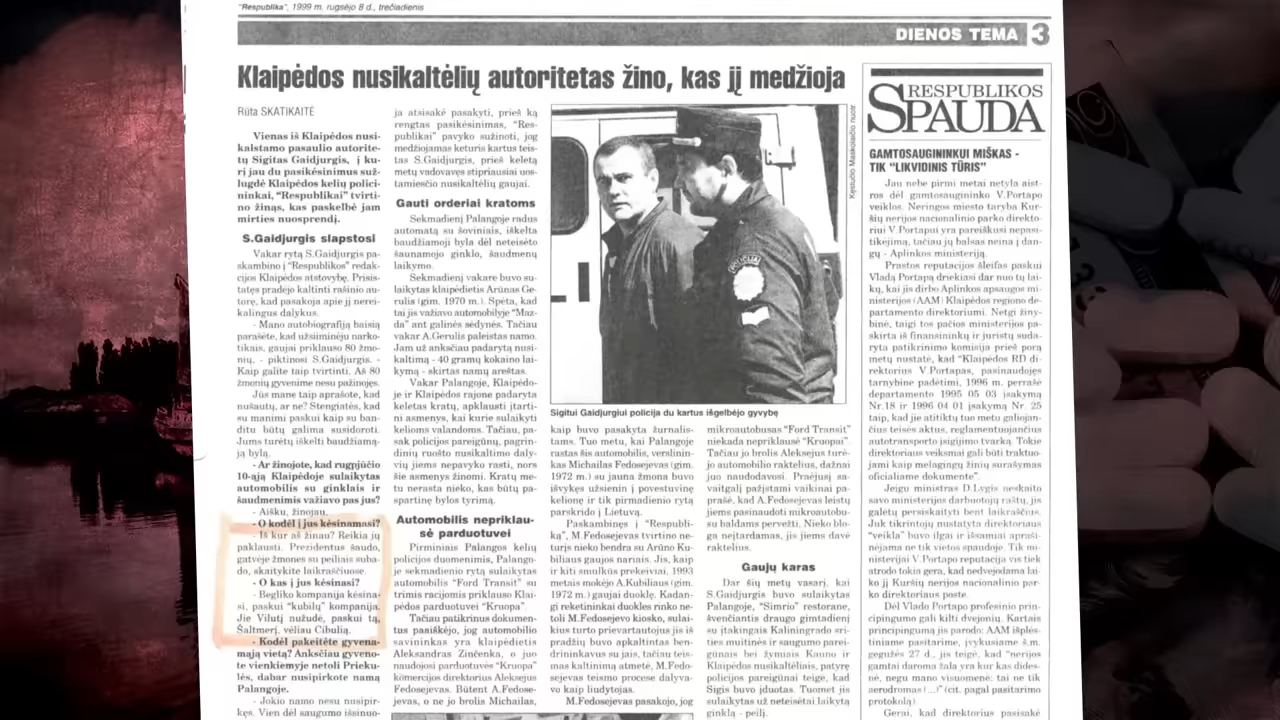 "Respublika", 1999 m. rugsėjo 8 d., trečiadienis
DIENOS TEMA 3
Klaipėdos nusikaltėlių autoritetas žino, kas jį medžioja
Rūta SKATIKAITĖ
Vienas iš Klaipėdos nusi-
kalstamo pasaulio autorite-
tų Sigitas Gaidjurgis, į ku-
rį jau du pasikėsinimus suž-
lugdė Klaipėdos kelių polici-
ninkai, "Respublikai" tvirti-
no žinąs, kas paskelbė jam
mirties nuosprendį.
S.Gaidjurgis slapstosi
Vakar rytą S.Gaidjurgis pa-
skambino į "Respublikos" redak-
cijos Klaipėdos atstovybę. Prisis-
tatęs pradėjo kaltinti rašinio auto-
rę, kad pasakoja apie jį nerei-
kalingus dalykus.
- Mano autobiografiją baisią
parašėte, kad užsiiminėju narko-
tikais, gaujai priklauso 80 žmo-
nių, - piktinosi S.Gaidjurgis. -
Kaip galite taip tvirtinti. Aš 80
žmonių gyvenime nesu pažinojęs.
Jūs mane taip aprašote, kad
nušautų, ar ne? Stengiatės, kad
su manimi paskui kaip su ban-
ditu būtų galima susidoroti.
Jums turėtų iškelti baudžiamą-
ją bylą.
- Ar žinojote, kad rugpjūčio
10-ąją Klaipėdoje sulaikytas
automobilis su ginklais ir
šaudmenimis važiavo pas jus?
- Aišku, žinojau.
- O kodėl į jus kėsinamasi?
- Iš kur aš žinau? Reikia jų
paklausti. Prezidentus šaudo,
gatvėje žmones su peiliais suba-
do, skaitykite laikraščiuose.
- O kas į jus kėsinasi?
- Begliko kompanija kėsina-
si, paskui "kubilų" kompanija.
Jie Vilutį nužudė, paskui tą,
Šaltmerį, vėliau Cibulią.
- Kodėl pakeitėte gyvena-
mąją vietą? Anksčiau gyveno-
te vienkiemyje netoli Prieku-
lės, dabar nusipirkote namą
Palangoje.
- Jokio namo nesu nusipir-
kęs. Vien dėl saugumo išsinuo-
ja atsisakė pasakyti, prieš ką
rengtas pasikėsinimas, "Res-
publikai" pavyko sužinoti, jog
medžiojamas keturis kartus teis-
tas S.Gaidjurgis, prieš keletą
metų vadovavęs stipriausiai uos-
tamiesčio nusikaltėlių gaujai.
Gauti orderiai kratoms
Sekmadienį Palangoje radus
automatą su šoviniais, iškelta
baudžiamoji byla dėl neteisėto
šaunamojo ginklo, šaudmenų
laikymo.
Sekmadienį vakare buvo su-
laikytas klaipėdietis Arūnas Ge-
rulis (gim. 1970 m.). Spėta, kad
tai jis važiavo automobilyje "Maz-
da" ant galinės sėdynės. Tačiau
vakar A.Gerulis paleistas namo.
Jam už anksčiau padarytą nusi-
kaltimą - 40 gramų kokaino lai-
kymą - skirtas namų areštas.
Vakar Palangoje, Klaipėdo-
je ir Klaipėdos rajone padaryta
keletas kratų, apklausti įtarti-
ni asmenys, kai kurie sulaikyti
kelioms valandoms. Tačiau, pa-
sak policijos pareigūnų, pagrin-
dinių ruošto nusikaltimo daly-
vių jiems nepavyko rasti, nors
šie asmenys žinomi. Kratų me-
tu nerasta nieko, kas būtų pa-
spartinę bylos tyrimą.
Automobilis nepriklau-
sė parduotuvei
Pirminiais Palangos kelių
policijos duomenimis, Palango-
je sekmadienio rytą sulaikytas
automobilis "Ford Transit" su
trimis racijomis priklauso Klai-
pėdos parduotuvei "Kruopa".
Tačiau patikrinus dokumen-
tus paaiškėjo, jog automobilio
savininkas yra klaipėdietis
Aleksandras Zinčenka, o juo
naudojosi parduotuvės "Kruopa"
komercijos direktorius Aleksejus
Fedosejevas. Būtent A.Fedose-
jevas, o ne jo brolis Michailas,
Kęstučio Maskolaičio nuotr.
POLICIJA
Sigitui Gaidjurgiui policija du kartus išgelbėjo gyvybę
kaip buvo pasakyta žurnalis-
tams. Tuo metu, kai Palangoje
rastas šis automobilis, verslinin-
kas Michailas Fedosejevas (gim.
1972 m.) su jauna žmona buvo
išvykęs užsienin į povestuvinę
kelionę ir tik pirmadienio rytą
parskrido į Lietuvą.
Paskambinęs į "Respubli-
ką", M.Fedosejevas tvirtino ne-
turįs nieko bendra su Arūno Ku-
biliaus gaujos nariais. Jis, kaip
ir kiti smulkūs prekeiviai, 1993
metais mokėjo A.Kubiliaus (gim.
1972 m.) gaujai duoklę. Kadan-
gi reketininkai duokles rinko ne-
toli M.Fedosejevo kiosko, sulaiki-
us turto prievartautojus jis iš
pradžių buvo apkaltintas ben-
drininkavus su jais, tačiau teis-
mas kaltinimą atmetė, M.Fedo-
sejevas teismo procese dalyva-
vo kaip liudytojas.
M.Fedosejevas pasakojo, jog
mikroautobusas "Ford Transit"
niekada nepriklausė "Kruopai".
Tačiau jo brolis Aleksejus turė-
jo automobilio raktelius, dažnai
juo naudodavosi. Praėjusį sa-
vaitgalį pažįstami vaikinai pa-
prašė, kad A.Fedosejevas leistų
jiems pasinaudoti mikroautobu-
su baldams pervežti. Nieko blo-
ga neįtardamas, jis jiems davė
raktelius.
Gaujų karas
Dar šių metų vasarį, kai
S.Gaidjurgis buvo sulaikytas
Palangoje, "Simrio" restorane,
švenčiantis draugo gimtadienį
su įtakingais Kaliningrado sri-
ties muitinės ir saugumo parei-
gūnais bei žymiais Kauno ir
Klaipėdos nusikaltėliais, patyrę
policijos pareigūnai teigė, kad
Sigis buvo įduotas. Tuomet jis
sulaikytas už neteisėtai laikytą
ginklą - peilį.
RESPUBLIKOS
SPAUDA
GAMTOSAUGININKUI MIŠKAS -
TIK "LIKVIDINIS TŪRIS"
Jau nebe pirmi metai netyla aist-
ros dėl gamtosaugininko V.Portapo
veiklos. Neringos miesto taryba Kur-
šių nerijos nacionalinio parko direkto-
riui V.Portapui yra pareiškusi nepasi-
tikėjimą, tačiau jų balsas neina į dan-
gų - Aplinkos ministeriją.
Prastos reputacijos šleifas paskui
Vladą Portapą driekiasi dar nuo tų lai-
kų, kai jis dirbo Aplinkos apsaugos mi-
nisterijos (AAM) Klaipėdos regiono de-
partamento direktoriumi. Netgi žiny-
binė, taigi tos pačios ministerijos pa-
skirta iš finansininkų ir juristų suda-
ryta patikrinimo komisija prieš porą
metų nustatė, kad "Klaipėdos RD di-
rektorius V.Portapas, pasinaudojęs
tarnybine padėtimi, 1996 m. perrašė
departamento 1995 05 03 įsakymą
Nr.18 ir 1996 04 01 įsakymą Nr. 25
taip, kad jie atitiktų tuo metu galiojan-
čius teisės aktus, reglamentuojančius
autotransporto įsigijimo tvarką. Tokie
direktoriaus veiksmai gali būti traktuo-
jami kaip melagingų žinių surašymas
oficialiame dokumente".
Jeigu ministras D.Lygis neskaito
savo ministerijos darbuotojų raštų, jis
galėtų persiskaityti bent laikraščius.
Juk tikrintojų nustatyta direktoriaus
"veikla" buvo ilgai ir išsamiai apraši-
nėjama ne tik vietos spaudoje. Tik mi-
nisterijai V.Portapo reputacija vis tiek
atrodo tokia gera, kad nedvejodama lai-
ko jį Kuršių nerijos nacionalinio par-
ko direktoriaus poste.
Dėl Vlado Portapo profesinio prin-
cipingumo gali kilti dvejonių. Kartais
principingumą jis parodo: AAM išplės-
tiniame pasitarime, įvykusiame š.m.
gegužės 27 d., jis teigė, kad "nerijos
gamtai daroma žala yra kur kas dides-
nė, negu mano visuomenė: tai ne tik
aerodromas (...)" (cit. pagal pasitarimo
protokolą).
Gerai, kad direktorius pasisakė